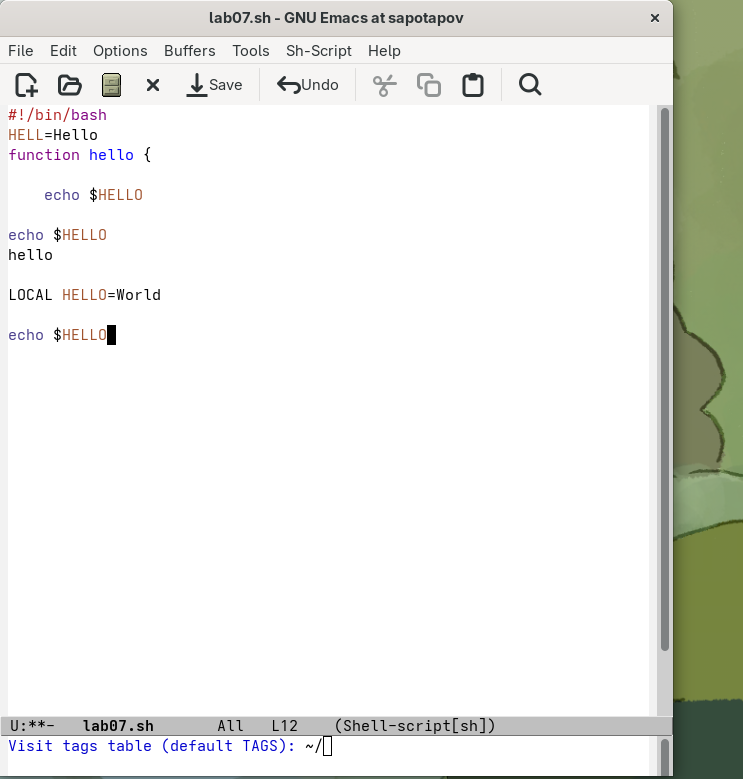 lab07.sh - GNU Emacs at sapotapov
File Edit Options Buffers Tools Sh-Script Help
Save Undo
#!/bin/bash
HELL=Hello
function hello {
    echo $HELLO
echo $HELLO
hello
LOCAL HELLO=World
echo $HELLO
U:**- lab07.sh All L12 (Shell-script[sh])
Visit tags table (default TAGS): ~/